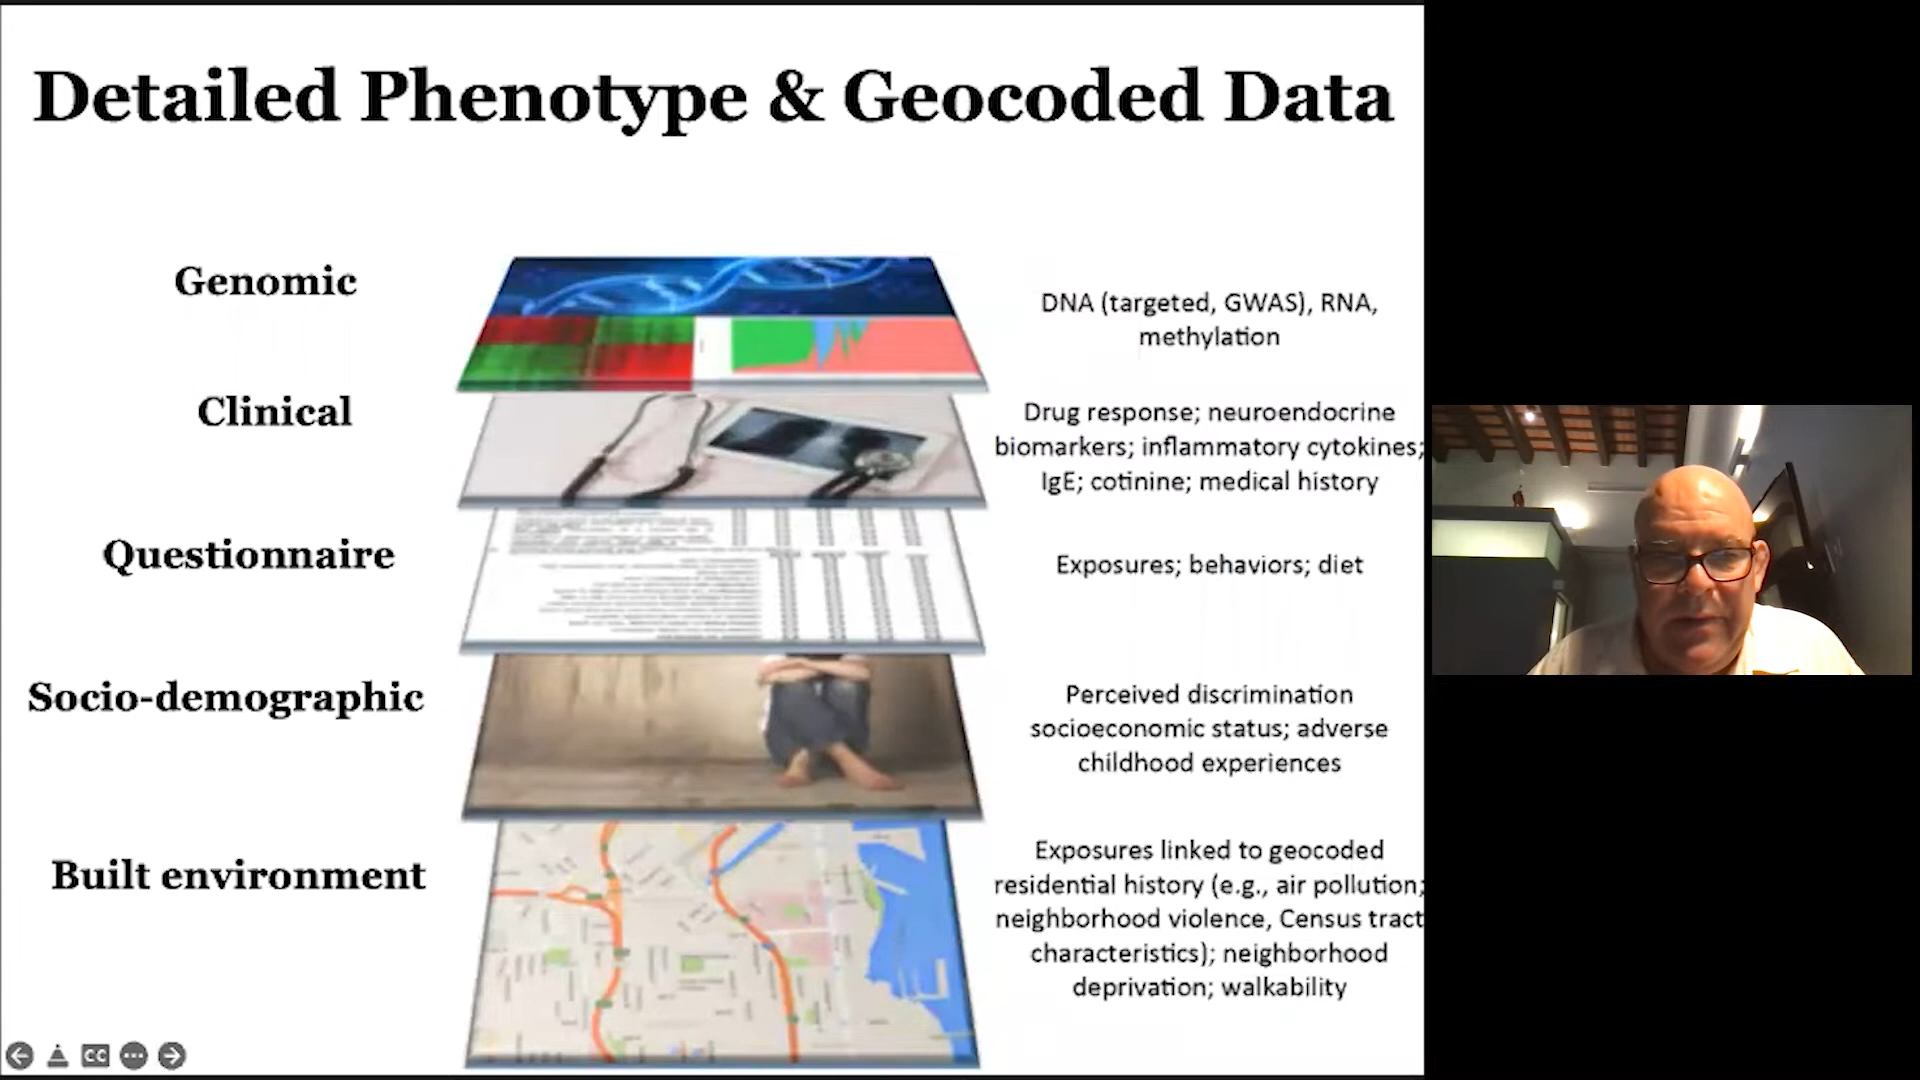 Detailed Phenotype & Geocoded Data
Genomic
DNA (targeted, GWAS), RNA,
methylation
Clinical
Drug response; neuroendocrine
biomarkers; inflammatory cytokines;
IgE; cotinine; medical history
Questionnaire
Exposures; behaviors; diet
Socio-demographic
Perceived discrimination
socioeconomic status; adverse
childhood experiences
Built environment
Exposures linked to geocoded
residential history (e.g., air pollution;
neighborhood violence, Census tract
characteristics); neighborhood
deprivation; walkability
CC